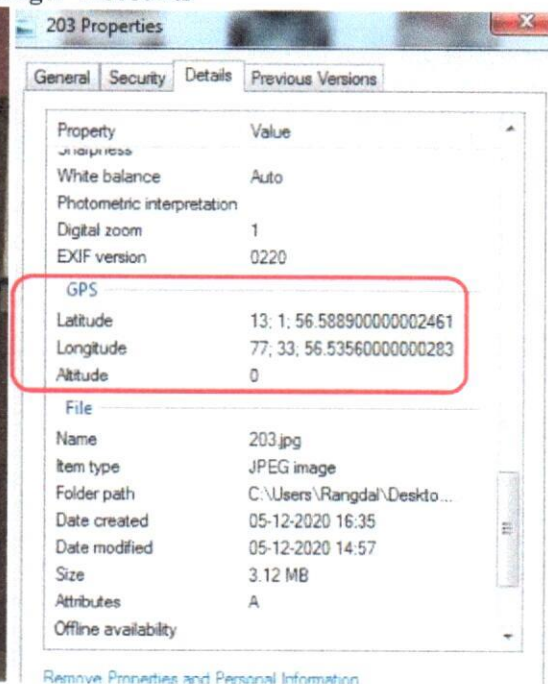 203 Properties
General Security Details Previous Versions
Property Value
Sharpness
White balance Auto
Photometric interpretation
Digital zoom 1
EXIF version 0220
GPS
Latitude 13; 1; 56.588900000002461
Longitude 77; 33; 56.53560000000283
Altitude 0
File
Name 203.jpg
Item type JPEG image
Folder path C:\Users\Rangdal\Deskto...
Date created 05-12-2020 16:35
Date modified 05-12-2020 14:57
Size 3.12 MB
Attributes A
Offline availability
Remove Properties and Personal Information